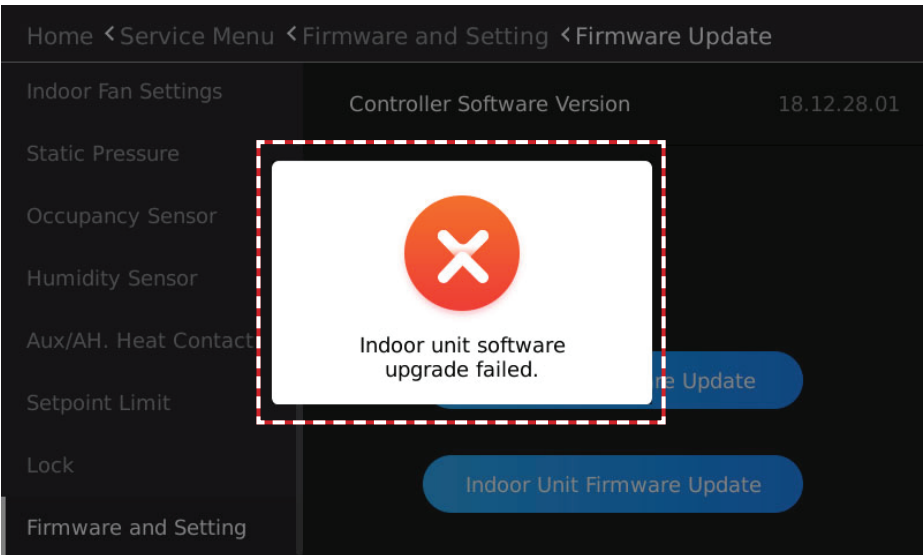 Home <Service Menu <Firmware and Setting <Firmware Update
Indoor Fan Settings
Controller Software Version 18.12.28.01
Static Pressure
Occupancy Sensor
Humidity Sensor
Aux/AH. Heat Contact
Setpoint Limit
Lock
Firmware and Setting
Indoor unit software
upgrade failed.
Update
Indoor Unit Firmware Update